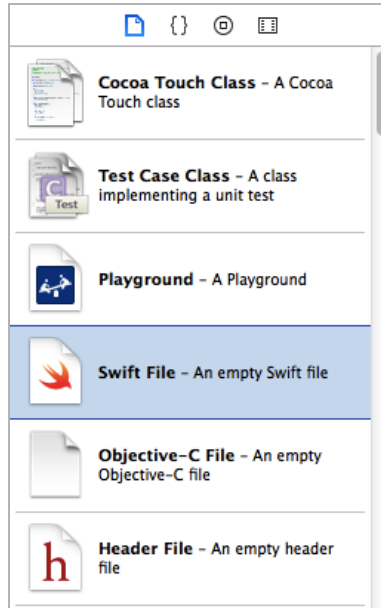 {}
Cocoa Touch Class – A Cocoa
Touch class
C
Test
Test Case Class – A class
implementing a unit test
Playground – A Playground
Swift File – An empty Swift file
Objective-C File – An empty
Objective-C file
h
Header File – An empty header
file